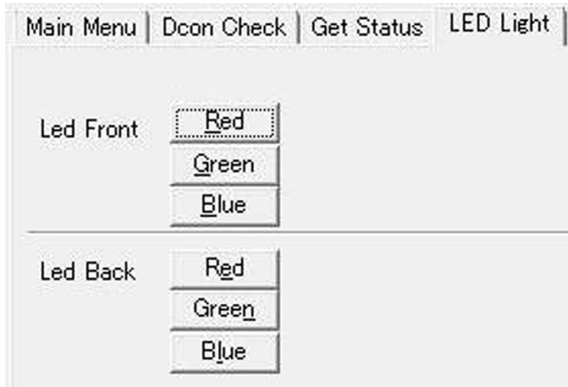 Main Menu Dcon Check Get Status LED Light
Led Front Red
Green
Blue
Led Back Red
Green
Blue